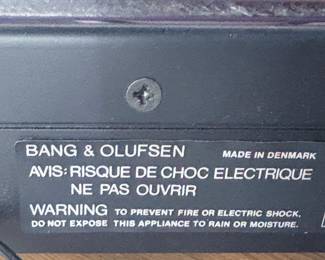 BANG & OLUFSEN MADE IN DENMARK
AVIS: RISQUE DE CHOC ELECTRIQUE
NE PAS OUVRIR
WARNING TO PREVENT FIRE OR ELECTRIC SHOCK,
DO NOT EXPOSE THIS APPLIANCE TO RAIN OR MOISTURE.